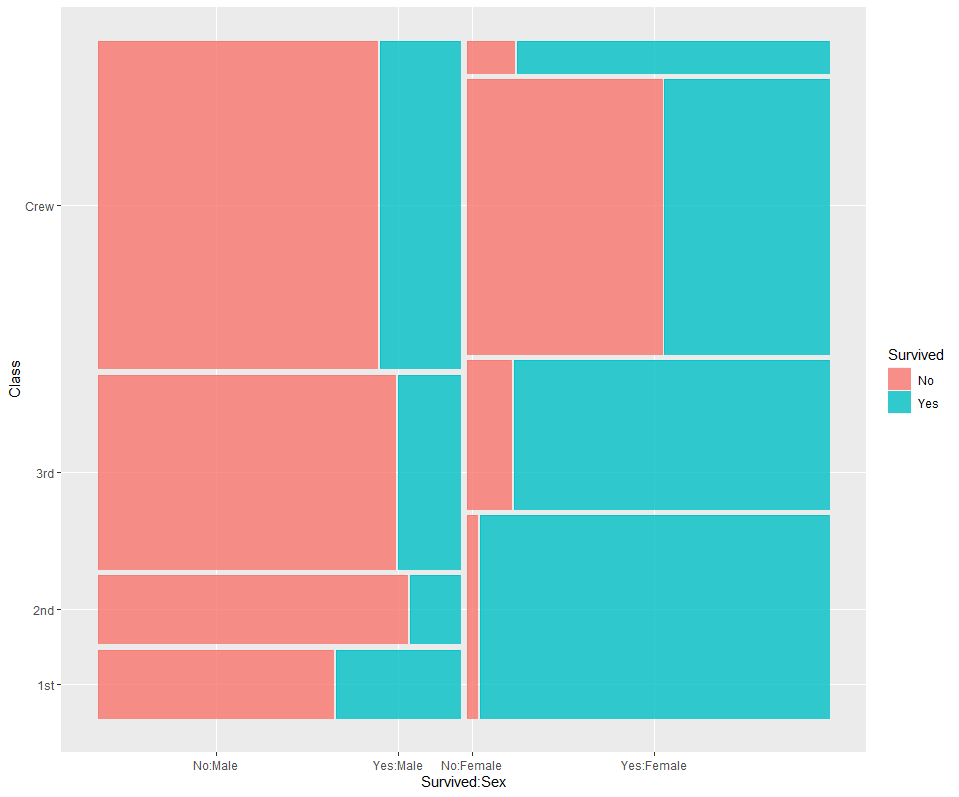 Class
Crew
3rd
2nd
1st
No:Male
Yes:Male
No:Female
Yes:Female
Survived:Sex
Survived
No
Yes